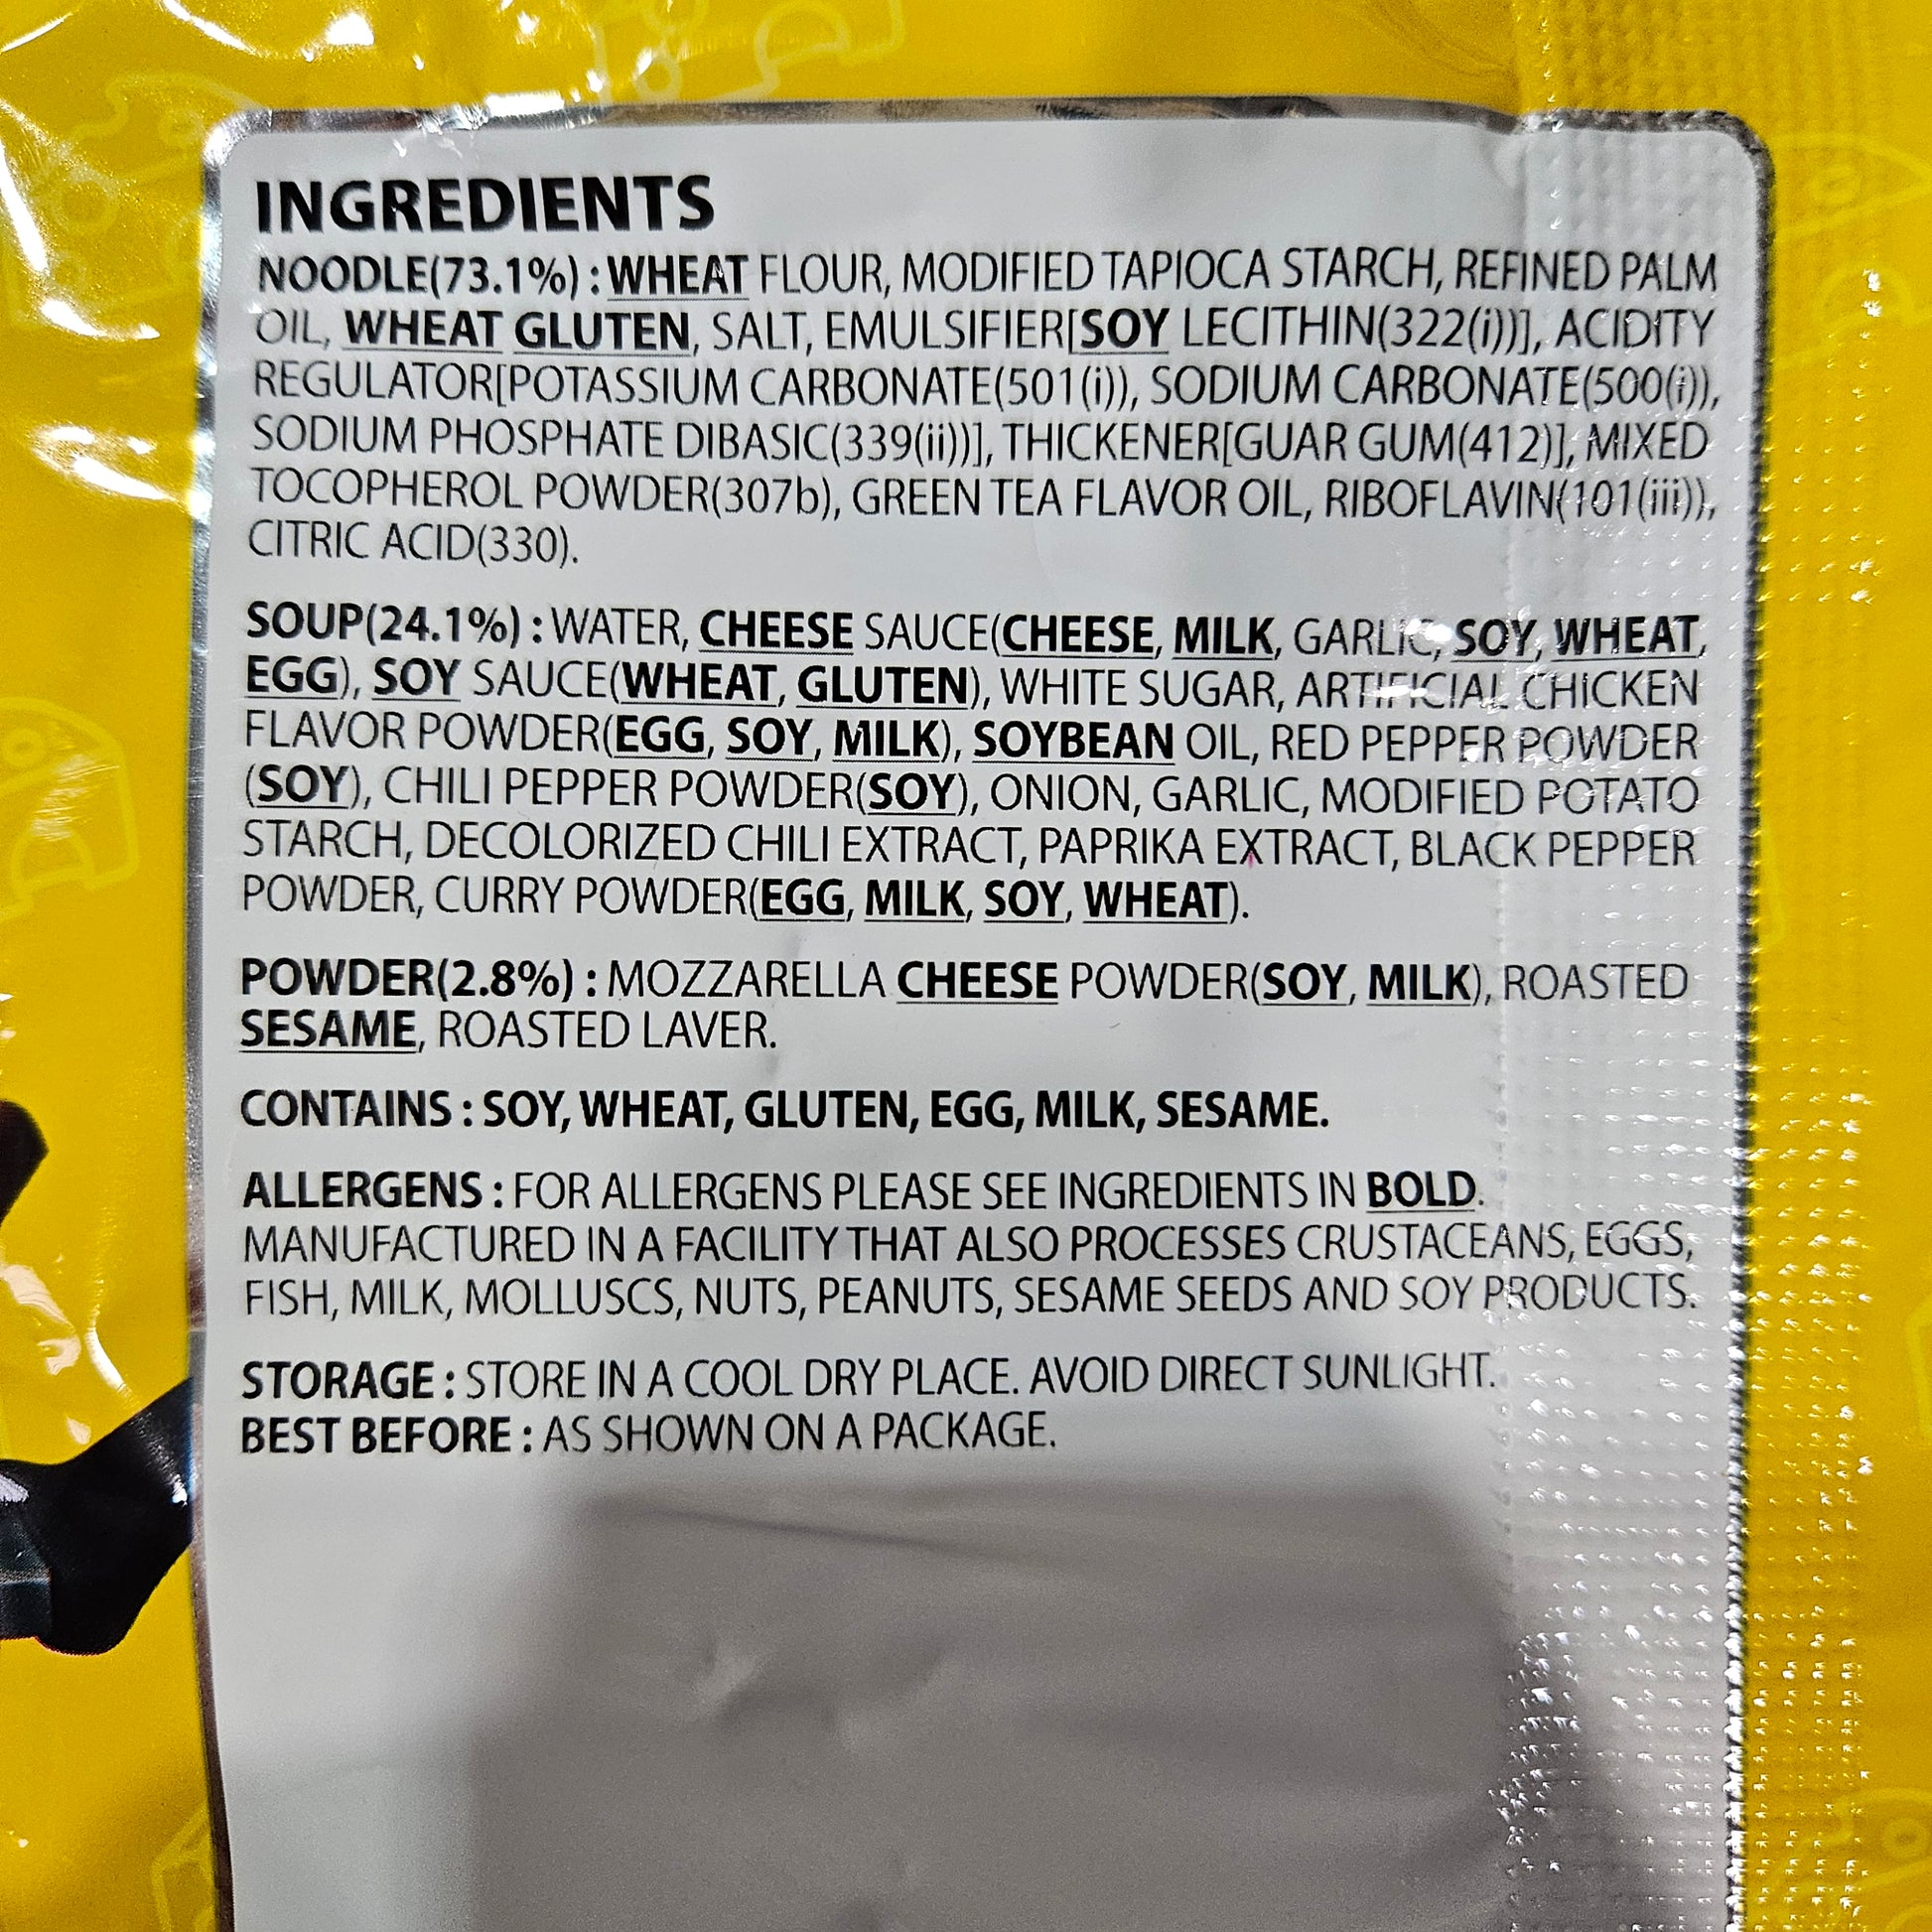 INGREDIENTS
NOODLE(73.1%) : WHEAT FLOUR, MODIFIED TAPIOCA STARCH, REFINED PALM
OIL, WHEAT GLUTEN, SALT, EMULSIFIER[SOY LECITHIN(322(i))], ACIDITY
REGULATOR[POTASSIUM CARBONATE(501(i)), SODIUM CARBONATE(500(i)),
SODIUM PHOSPHATE DIBASIC(339(ii))], THICKENER[GUAR GUM(412)], MIXED
TOCOPHEROL POWDER(307b), GREEN TEA FLAVOR OIL, RIBOFLAVIN(101(iii)),
CITRIC ACID(330).
SOUP(24.1%) : WATER, CHEESE SAUCE(CHEESE, MILK, GARLIC, SOY, WHEAT,
EGG), SOY SAUCE(WHEAT, GLUTEN), WHITE SUGAR, ARTIFICIAL CHICKEN
FLAVOR POWDER(EGG, SOY, MILK), SOYBEAN OIL, RED PEPPER POWDER
(SOY), CHILI PEPPER POWDER(SOY), ONION, GARLIC, MODIFIED POTATO
STARCH, DECOLORIZED CHILI EXTRACT, PAPRIKA EXTRACT, BLACK PEPPER
POWDER, CURRY POWDER(EGG, MILK, SOY, WHEAT).
POWDER(2.8%) : MOZZARELLA CHEESE POWDER(SOY, MILK), ROASTED
SESAME, ROASTED LAVER.
CONTAINS : SOY, WHEAT, GLUTEN, EGG, MILK, SESAME.
ALLERGENS : FOR ALLERGENS PLEASE SEE INGREDIENTS IN BOLD.
MANUFACTURED IN A FACILITY THAT ALSO PROCESSES CRUSTACEANS, EGGS,
FISH, MILK, MOLLUSCS, NUTS, PEANUTS, SESAME SEEDS AND SOY PRODUCTS.
STORAGE : STORE IN A COOL DRY PLACE. AVOID DIRECT SUNLIGHT.
BEST BEFORE : AS SHOWN ON A PACKAGE.